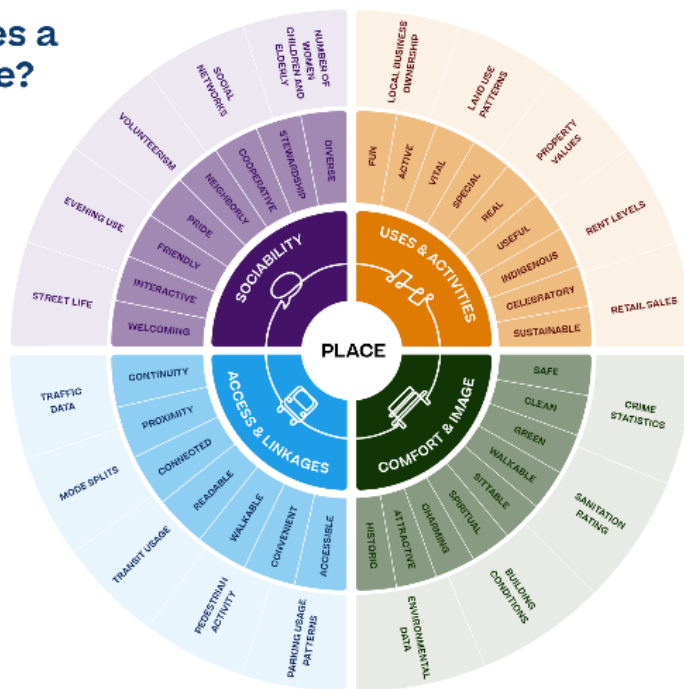 es a
e?
NUMBER OF
WOMEN
CHILDREN AND
ELDERLY
SOCIAL
NETWORKS
VOLUNTEERISM
EVENING USE
STREET LIFE
DIVERSE
STEWARDSHIP
COOPERATIVE
NEIGHBORLY
PRIDE
FRIENDLY
INTERACTIVE
WELCOMING
SOCIABILITY
LOCAL BUSINESS
OWNERSHIP
LAND USE
PATTERNS
PROPERTY
VALUES
RENT LEVELS
RETAIL SALES
FUN
ACTIVE
VITAL
SPECIAL
REAL
USEFUL
INDIGENOUS
CELEBRATORY
SUSTAINABLE
USES & ACTIVITIES
PLACE
TRAFFIC
DATA
MODE SPLITS
TRANSIT USAGE
PEDESTRIAN
ACTIVITY
PARKING USAGE
PATTERNS
CONTINUITY
PROXIMITY
CONNECTED
READABLE
WALKABLE
CONVENIENT
ACCESSIBLE
ACCESS & LINKAGES
COMFORT & IMAGE
SAFE
CLEAN
GREEN
WALKABLE
SITTABLE
SPIRITUAL
CHARMING
ATTRACTIVE
HISTORIC
CRIME
STATISTICS
SANITATION
RATING
BUILDING
CONDITIONS
ENVIRONMENTAL
DATA